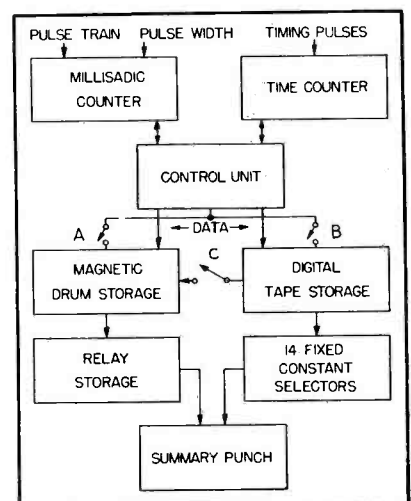 PULSE TRAIN
PULSE WIDTH
TIMING PULSES
MILLISADIC
COUNTER
TIME COUNTER
CONTROL UNIT
A
DATA
B
C
MAGNETIC
DRUM STORAGE
DIGITAL
TAPE STORAGE
RELAY
STORAGE
14 FIXED
CONSTANT
SELECTORS
SUMMARY PUNCH